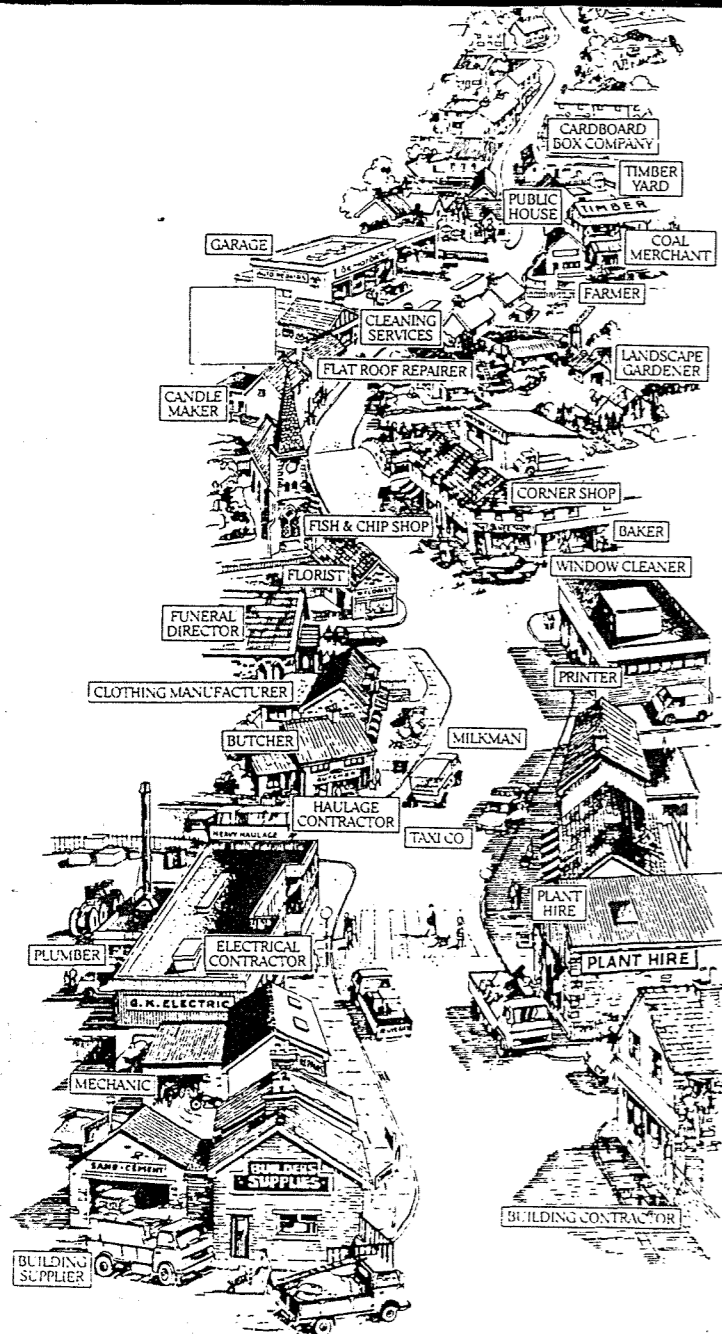 CARDBOARD
BOX COMPANY
TIMBER
YARD
PUBLIC
HOUSE
TIMBER
GARAGE
COAL
MERCHANT
FARMER
CLEANING
SERVICES
FLAT ROOF REPAIRER
LANDSCAPE
GARDENER
CANDLE
MAKER
CORNER SHOP
FISH & CHIP SHOP
BAKER
WINDOW CLEANER
FLORIST
FLORIST
FUNERAL
DIRECTOR
PRINTER
CLOTHING MANUFACTURER
BUTCHER
MILKMAN
HAULAGE
CONTRACTOR
HEAVY HAULAGE
TAXI CO
PLANT
HIRE
PLUMBER
ELECTRICAL
CONTRACTOR
PLANT HIRE
G.K. ELECTRIC
MECHANIC
SAND • CEMENT
BUILDERS
SUPPLIES
BUILDING CONTRACTOR
BUILDING
SUPPLIER